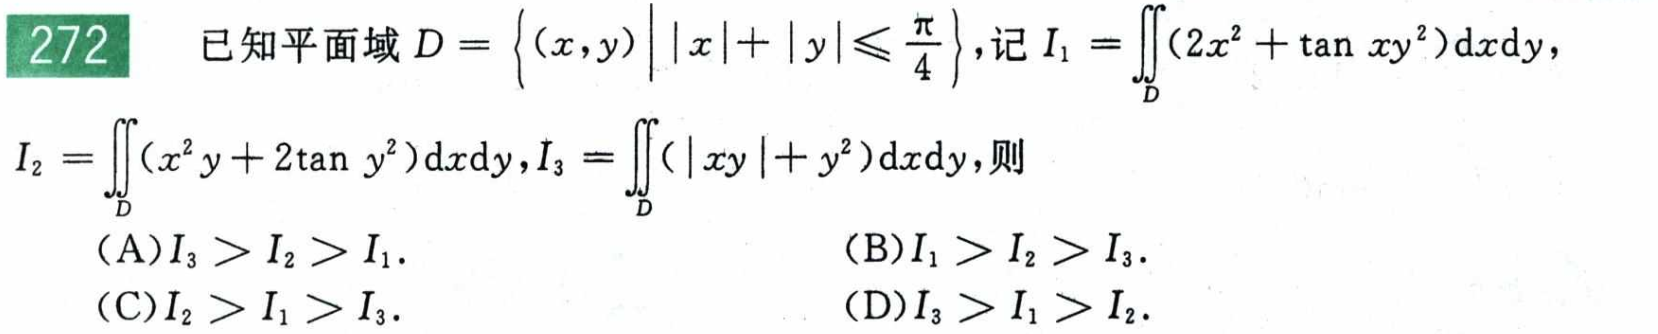 272 已知平面域 D = {(x,y) | |x| + |y| ≤ π/4}, 记 I₁ = ∬_D (2x² + tan xy²)dxdy,
I₂ = ∬_D (x²y + 2tan y²)dxdy, I₃ = ∬_D (|xy| + y²)dxdy, 则
(A) I₃ > I₂ > I₁. (B) I₁ > I₂ > I₃.
(C) I₂ > I₁ > I₃. (D) I₃ > I₁ > I₂.